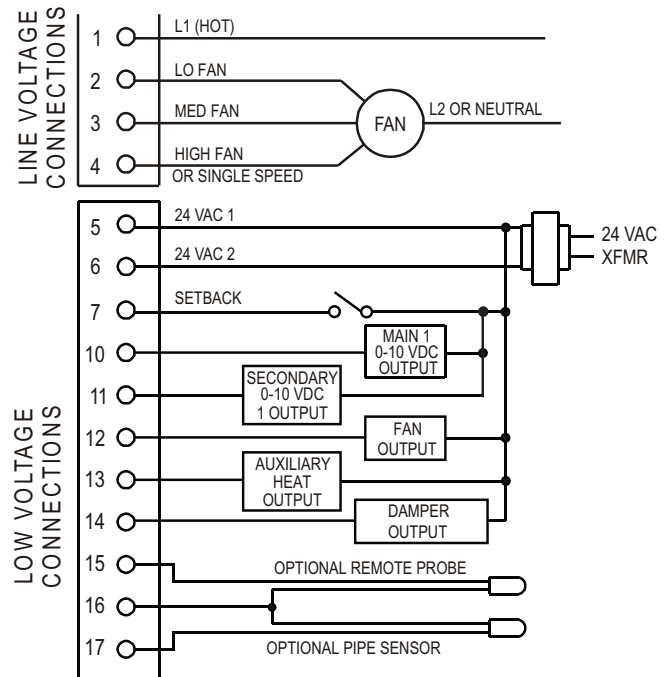 LINE VOLTAGE
CONNECTIONS
1 L1 (HOT)
2 LO FAN
3 MED FAN
FAN
L2 OR NEUTRAL
4 HIGH FAN
OR SINGLE SPEED
LOW VOLTAGE
CONNECTIONS
5 24 VAC 1
6 24 VAC 2
24 VAC
XFMR
7 SETBACK
10
MAIN 1
0-10 VDC
OUTPUT
11
SECONDARY
0-10 VDC
1 OUTPUT
12
FAN
OUTPUT
13
AUXILIARY
HEAT
OUTPUT
14
DAMPER
OUTPUT
15
OPTIONAL REMOTE PROBE
16
17
OPTIONAL PIPE SENSOR